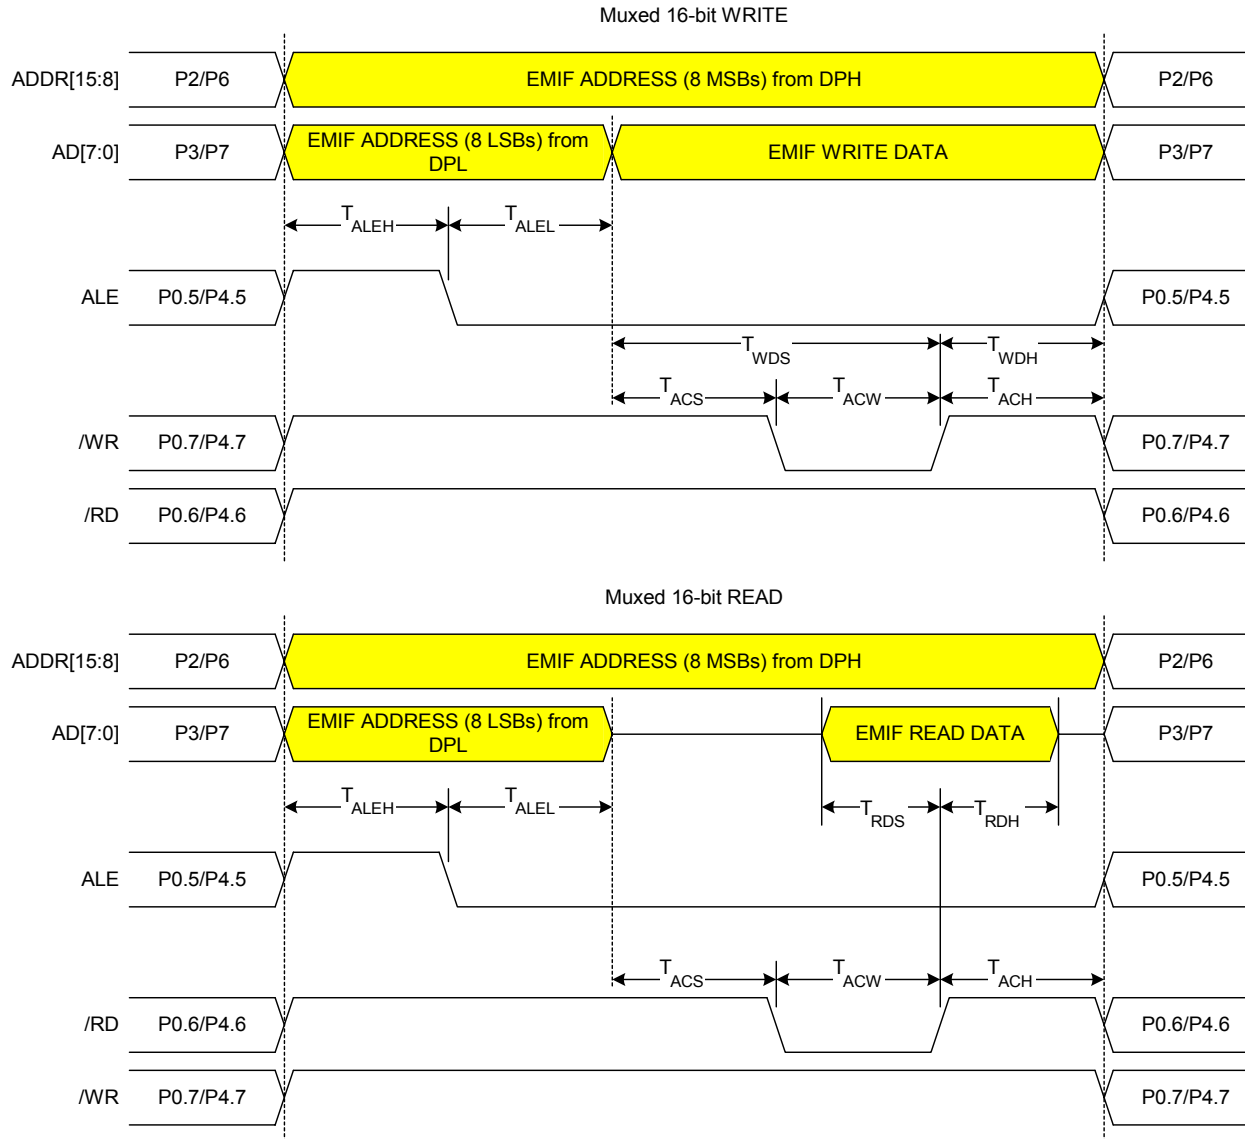 Muxed 16-bit WRITE
ADDR[15:8] P2/P6 EMIF ADDRESS (8 MSBs) from DPH P2/P6
AD[7:0] P3/P7 EMIF ADDRESS (8 LSBs) from DPL EMIF WRITE DATA P3/P7
TALEH TALEL
ALE P0.5/P4.5 P0.5/P4.5
TWDS TWDH
TACS TACW TACH
/WR P0.7/P4.7 P0.7/P4.7
/RD P0.6/P4.6 P0.6/P4.6
Muxed 16-bit READ
ADDR[15:8] P2/P6 EMIF ADDRESS (8 MSBs) from DPH P2/P6
AD[7:0] P3/P7 EMIF ADDRESS (8 LSBs) from DPL EMIF READ DATA P3/P7
TALEH TALEL TRDS TRDH
ALE P0.5/P4.5 P0.5/P4.5
TACS TACW TACH
/RD P0.6/P4.6 P0.6/P4.6
/WR P0.7/P4.7 P0.7/P4.7